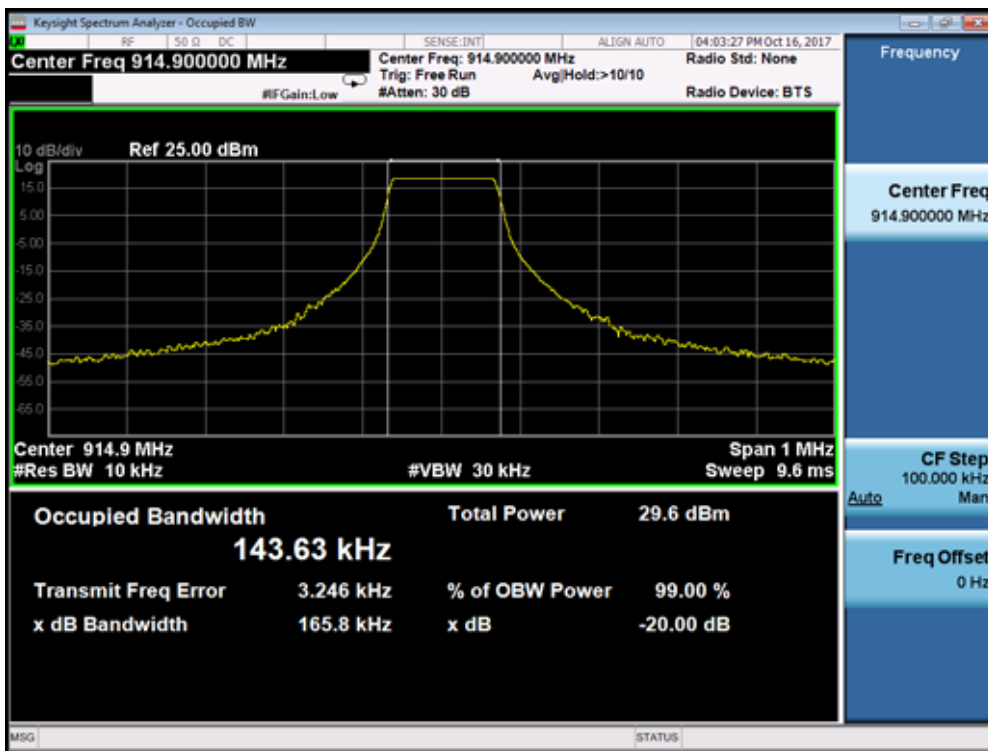 Keysight Spectrum Analyzer - Occupied BW
RF 50 Ω DC SENSE:INT ALIGN AUTO 04:03:27 PM Oct 16, 2017
Center Freq 914.900000 MHz
Center Freq: 914.900000 MHz
Radio Std: None
Trig: Free Run
Avg|Hold:>10/10
#IFGain:Low
#Atten: 30 dB
Radio Device: BTS
10 dB/div
Ref 25.00 dBm
Log
15.0
5.00
-5.00
-15.0
-25.0
-35.0
-45.0
-55.0
-65.0
Center 914.9 MHz
Span 1 MHz
#Res BW 10 kHz
#VBW 30 kHz
Sweep 9.6 ms
Occupied Bandwidth
Total Power 29.6 dBm
143.63 kHz
Transmit Freq Error 3.246 kHz
% of OBW Power 99.00 %
x dB Bandwidth 165.8 kHz
x dB -20.00 dB
Frequency
Center Freq
914.900000 MHz
CF Step
100.000 kHz
Auto Man
Freq Offset
0 Hz
MSG
STATUS